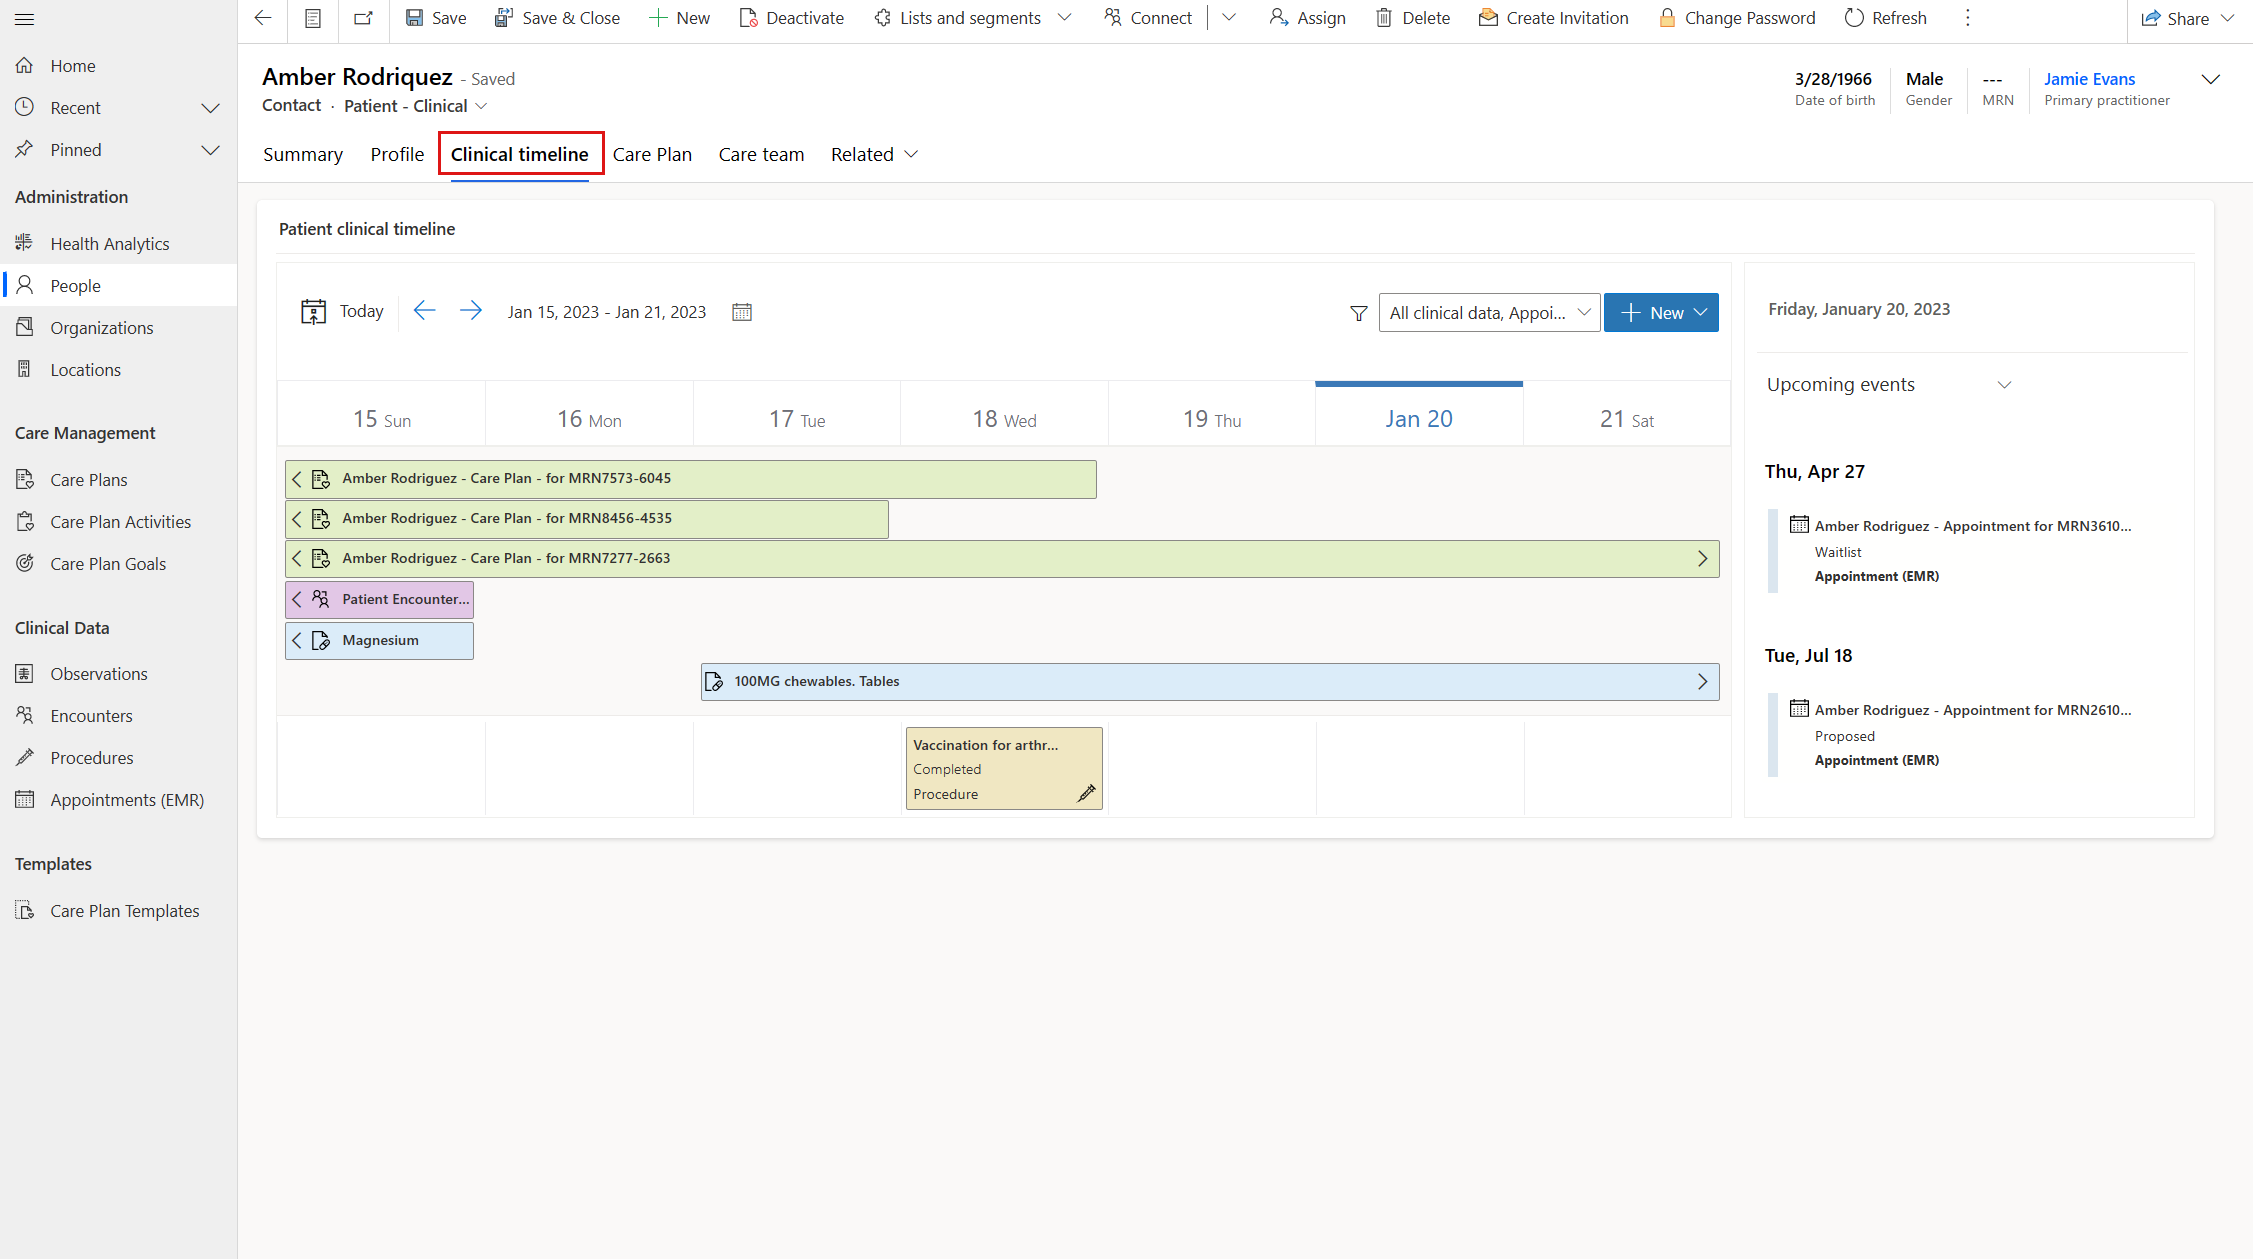 Save
Save & Close
New
Deactivate
Lists and segments
Connect
Assign
Delete
Create Invitation
Change Password
Refresh
Share
Home
Recent
Pinned
Administration
Health Analytics
People
Organizations
Locations
Care Management
Care Plans
Care Plan Activities
Care Plan Goals
Clinical Data
Observations
Encounters
Procedures
Appointments (EMR)
Templates
Care Plan Templates
Amber Rodriquez - Saved
Contact · Patient - Clinical
3/28/1966
Date of birth
Male
Gender
---
MRN
Jamie Evans
Primary practitioner
Summary
Profile
Clinical timeline
Care Plan
Care team
Related
Patient clinical timeline
Today
Jan 15, 2023 - Jan 21, 2023
All clinical data, Appoi...
New
15 Sun
16 Mon
17 Tue
18 Wed
19 Thu
Jan 20
21 Sat
Amber Rodriguez - Care Plan - for MRN7573-6045
Amber Rodriguez - Care Plan - for MRN8456-4535
Amber Rodriguez - Care Plan - for MRN7277-2663
Patient Encounter...
Magnesium
100MG chewables. Tables
Vaccination for arthr...
Completed
Procedure
Friday, January 20, 2023
Upcoming events
Thu, Apr 27
Amber Rodriguez - Appointment for MRN3610...
Waitlist
Appointment (EMR)
Tue, Jul 18
Amber Rodriguez - Appointment for MRN2610...
Proposed
Appointment (EMR)